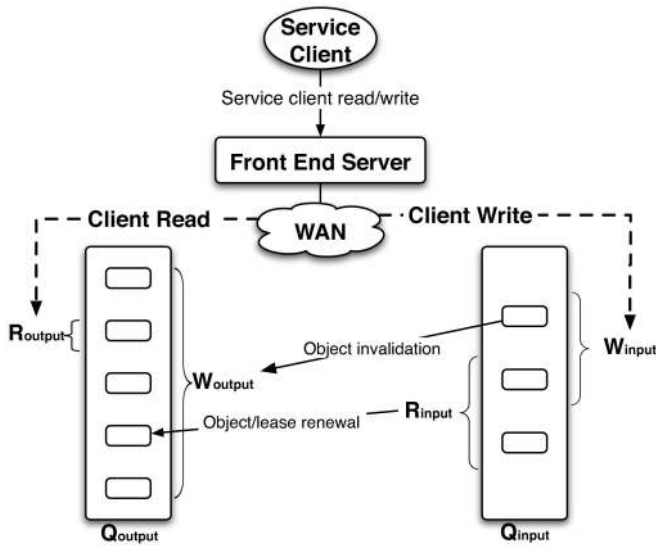 Service
Client
Service client read/write
Front End Server
Client Read
WAN
Client Write
Routput
Woutput
Object invalidation
Winput
Object/lease renewal
Rinput
Qoutput
Qinput